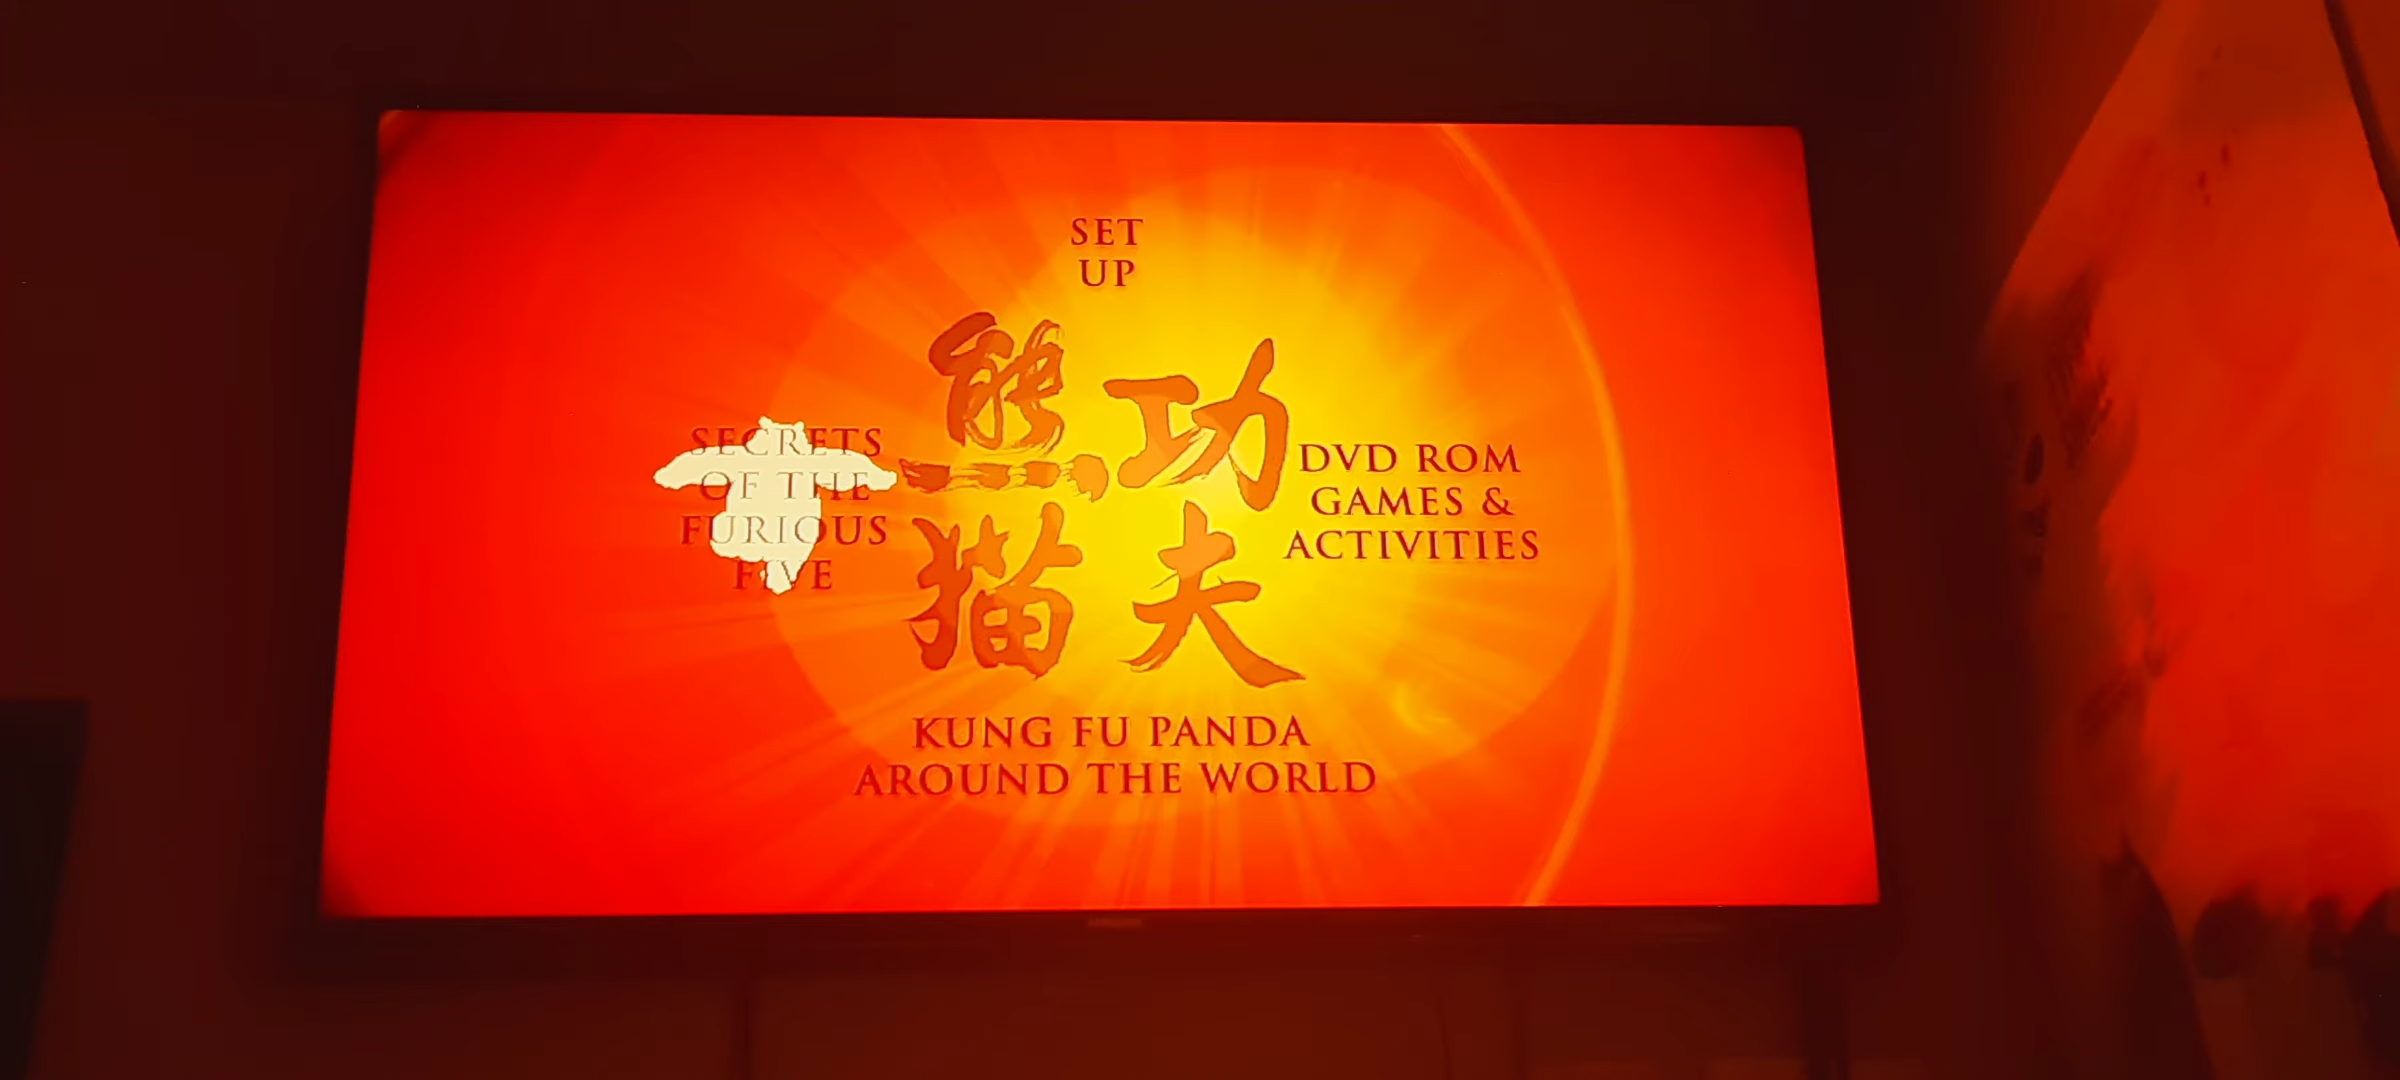 SET
UP
熊功
猫夫
SECRETS
OF THE
FURIOUS
FIVE
DVD ROM
GAMES &
ACTIVITIES
KUNG FU PANDA
AROUND THE WORLD